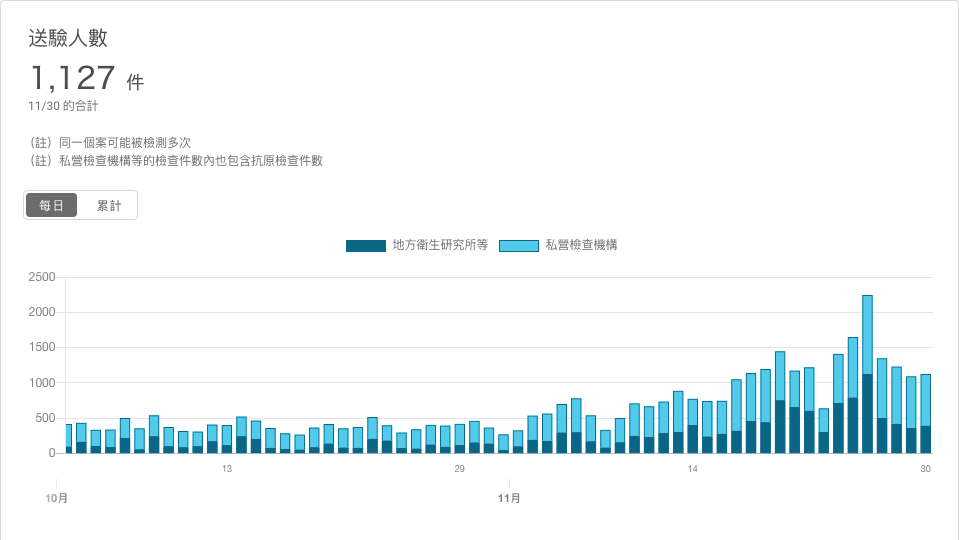 送驗人數
1,127 件
11/30 的合計
（註）同一個案可能被檢測多次
（註）私營檢查機構等的檢查件數內也包含抗原檢查件數
每日 累計
地方衛生研究所等 私營檢查機構
2500
2000
1500
1000
500
0
13 29 14 30
10月 11月